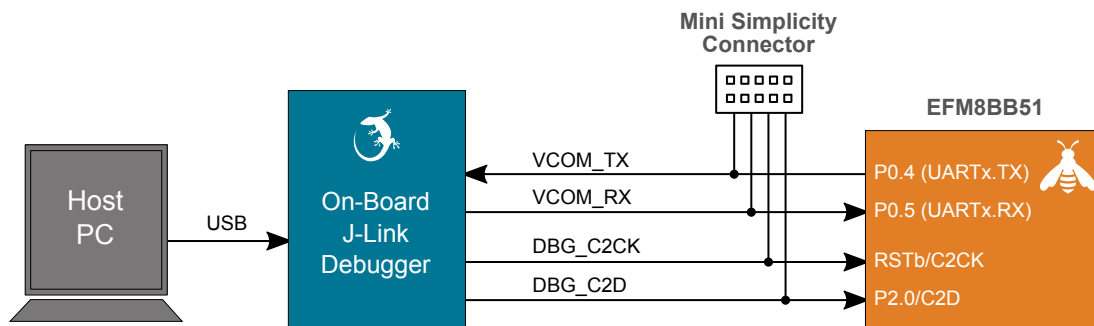 Mini Simplicity
Connector
EFM8BB51
Host
PC
USB
On-Board
J-Link
Debugger
VCOM_TX
VCOM_RX
DBG_C2CK
DBG_C2D
P0.4 (UARTx.TX)
P0.5 (UARTx.RX)
RSTb/C2CK
P2.0/C2D